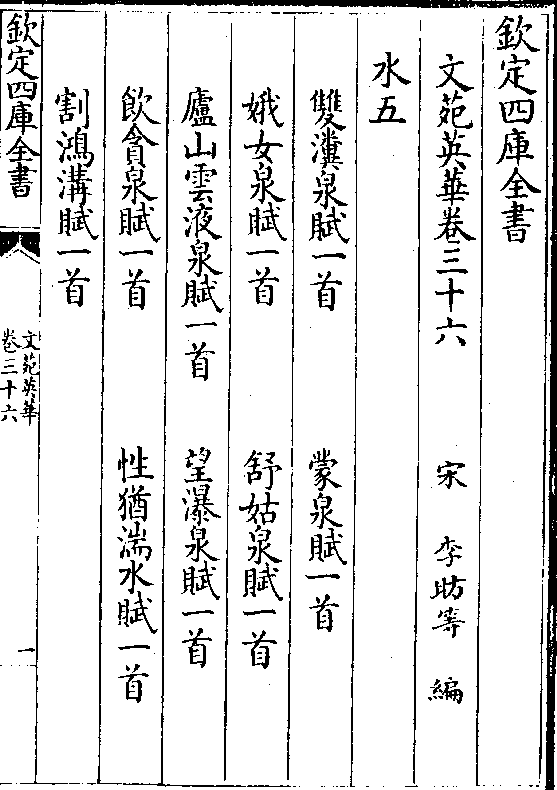 欽定四庫全書
文苑英華卷三十六 宋 李昉等 編
水五
雙瀵泉賦一首 蒙泉賦一首
娥女泉賦一首 舒姑泉賦一首
廬山雲液泉賦一首 望瀑泉賦一首
飲貪泉賦一首 性猶湍水賦一首
割鴻溝賦一首
欽定四庫全書
文苑英華
卷三十六
一